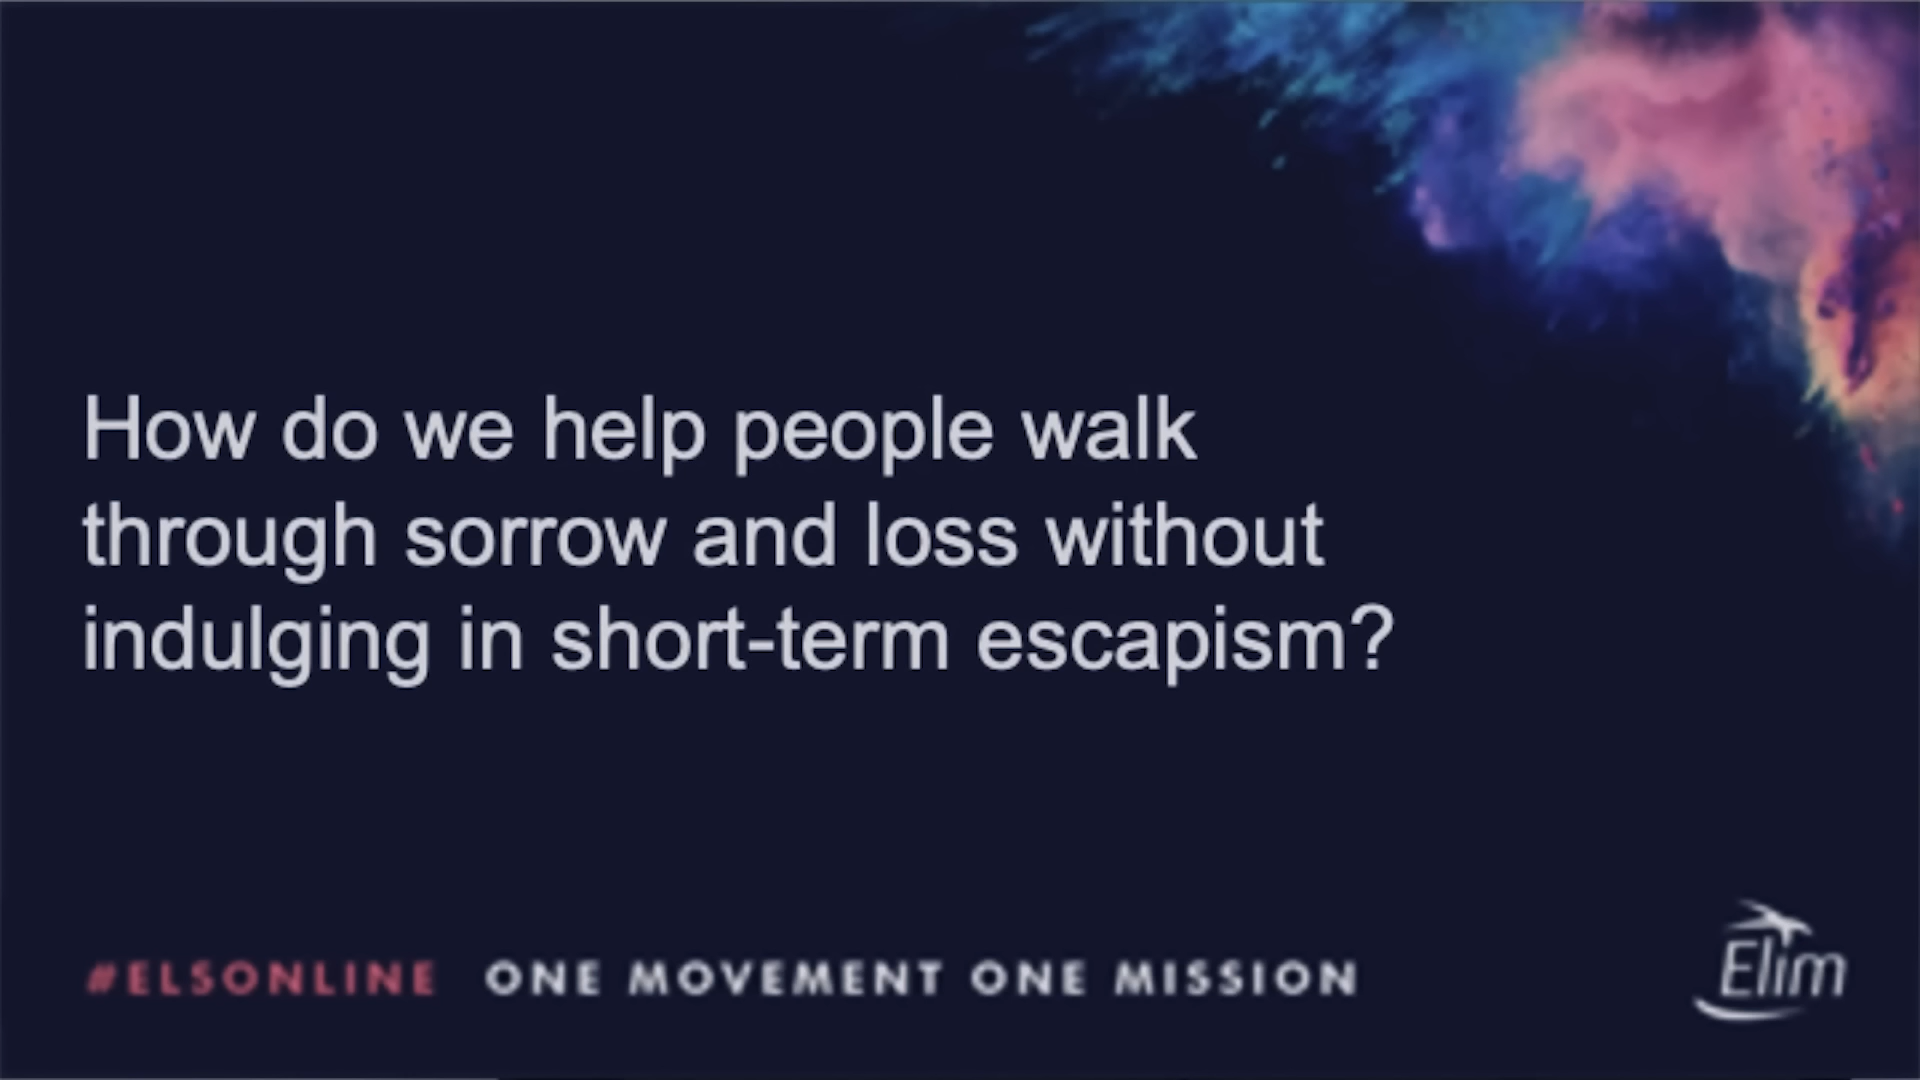 How do we help people walk
through sorrow and loss without
indulging in short-term escapism?
#ELSONLINE ONE MOVEMENT ONE MISSION
Elim